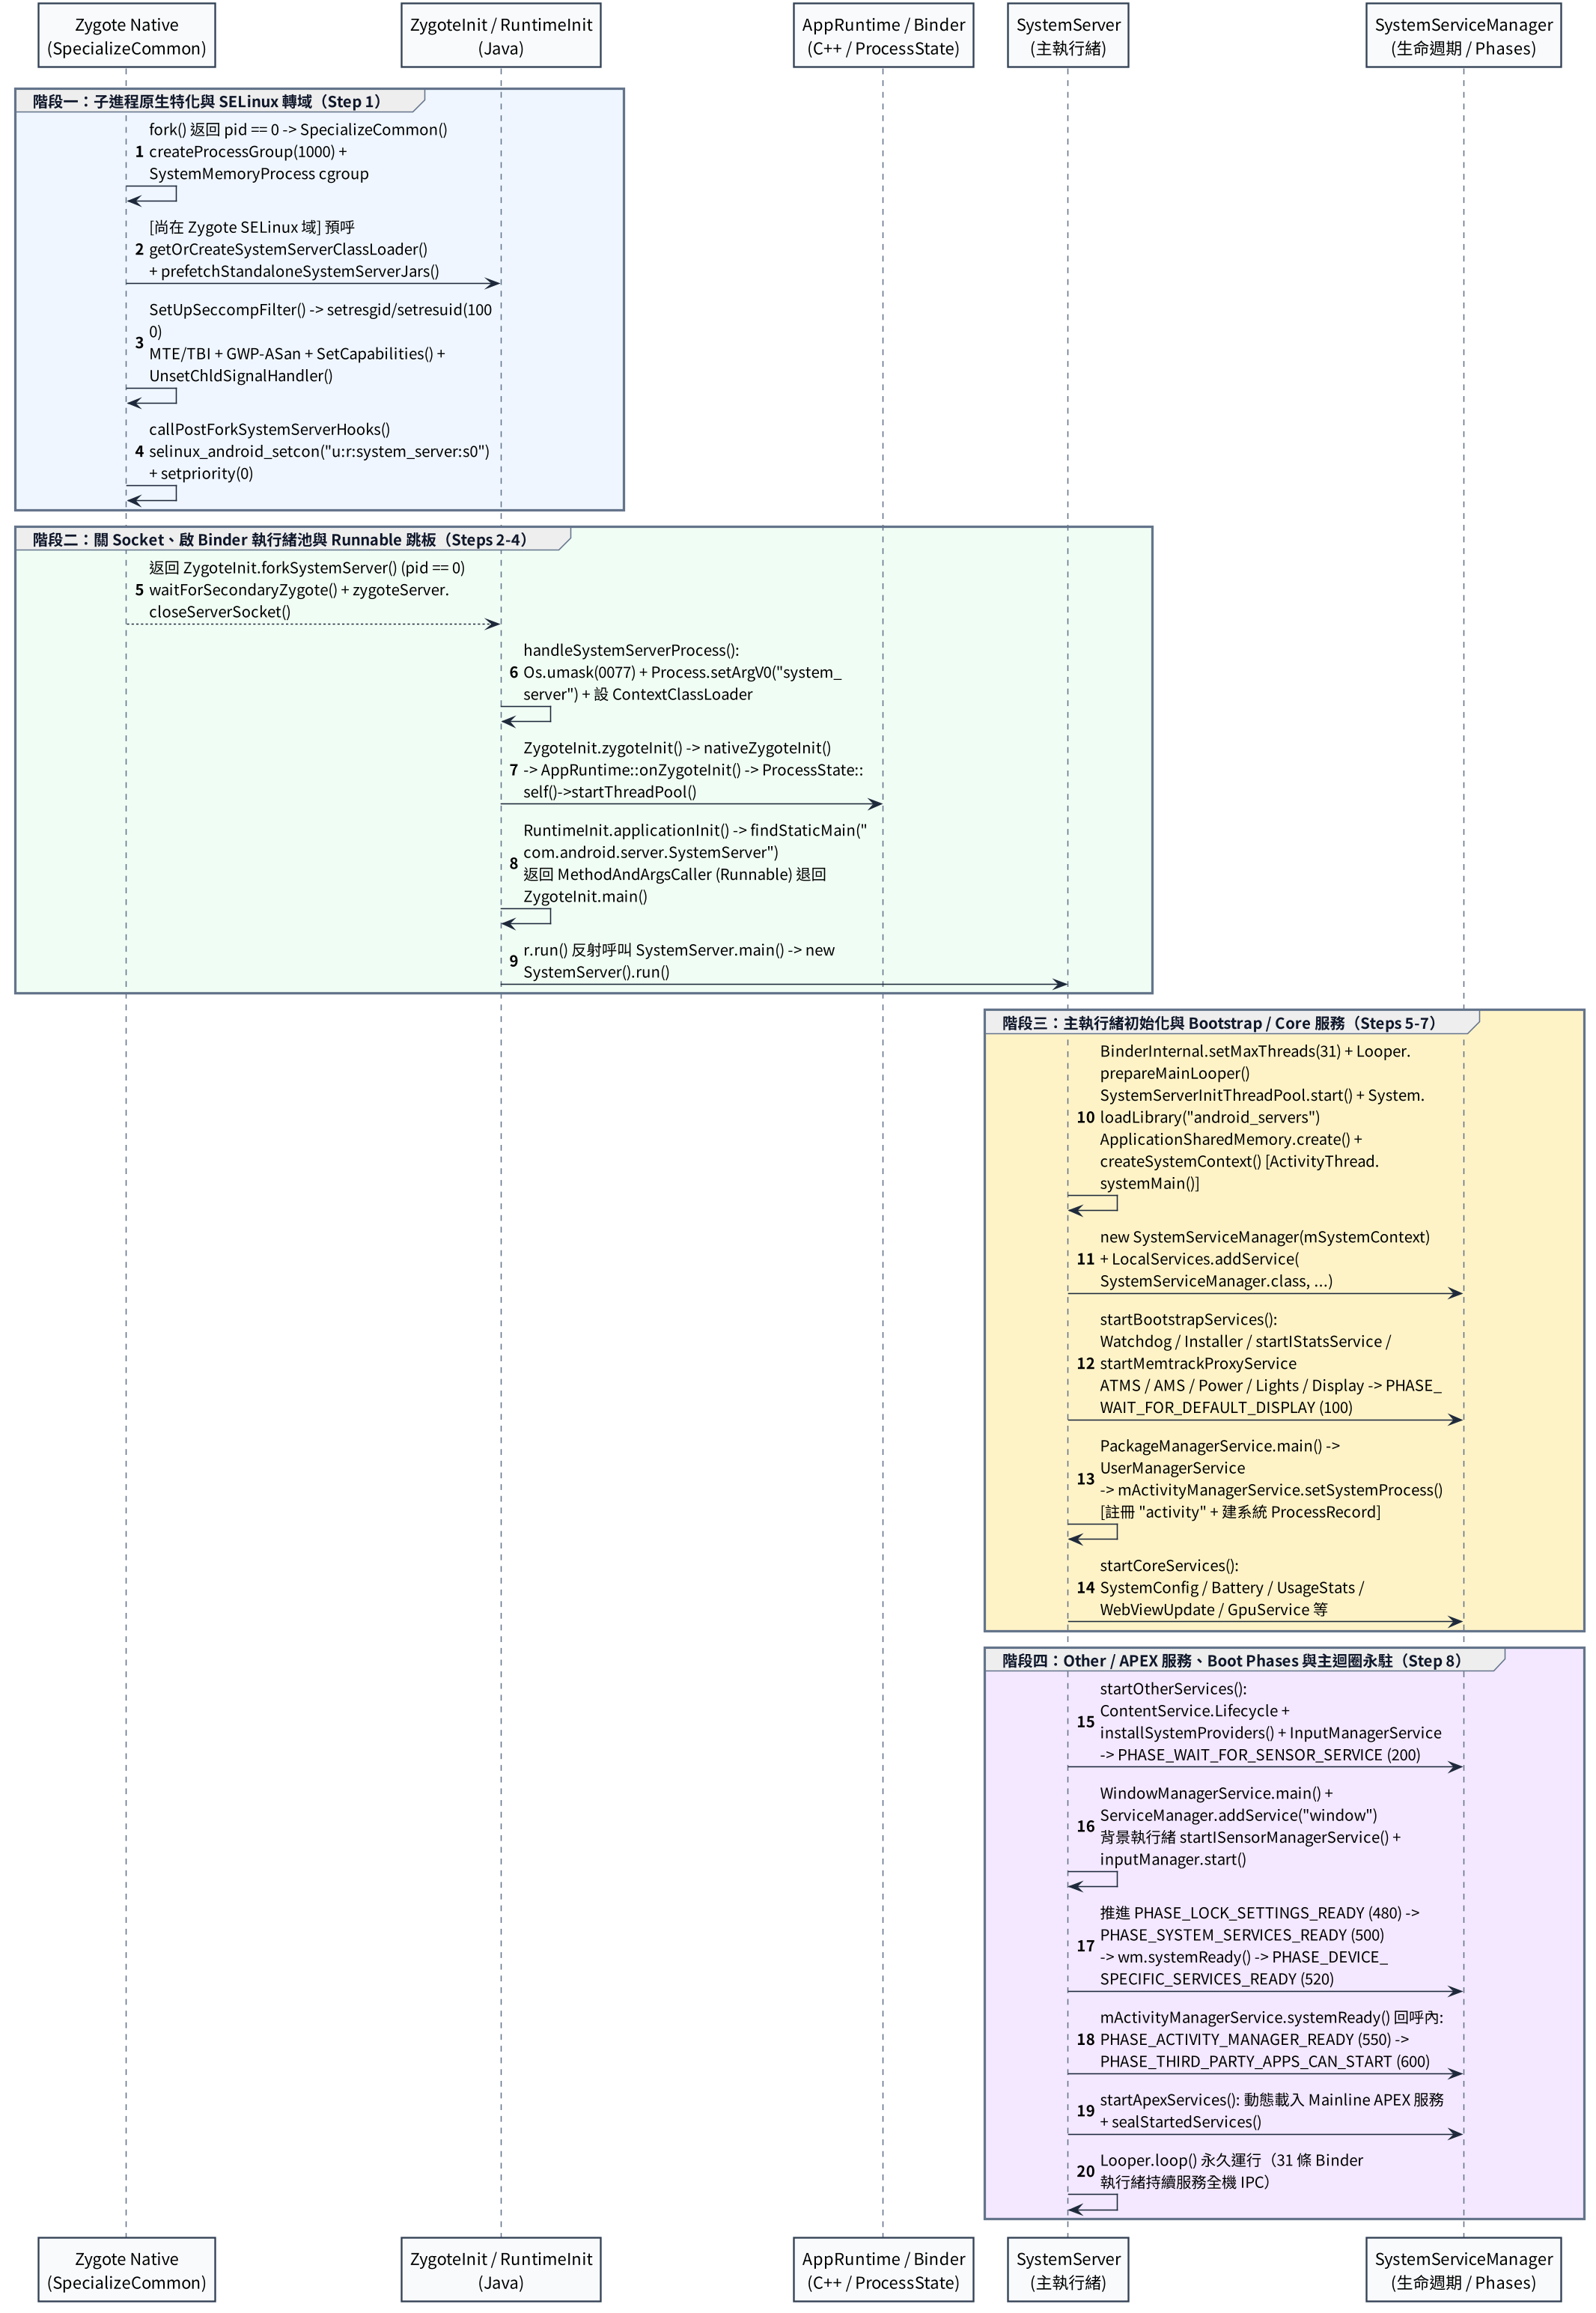 Zygote Native
(SpecializeCommon)
ZygoteInit / RuntimeInit
(Java)
AppRuntime / Binder
(C++ / ProcessState)
SystemServer
(主執行緒)
SystemServiceManager
(生命週期 / Phases)
階段一：子進程原生特化與 SELinux 轉域（Step 1）
fork() 返回 pid == 0 -> SpecializeCommon()
1 createProcessGroup(1000) +
SystemMemoryProcess cgroup
[尚在 Zygote SELinux 域] 預呼
2 getOrCreateSystemServerClassLoader()
+ prefetchStandaloneSystemServerJars()
SetUpSeccompFilter() -> setresgid/setresuid(100
0)
3
MTE/TBI + GWP-ASan + SetCapabilities() +
UnsetChldSignalHandler()
callPostForkSystemServerHooks()
4 selinux_android_setcon("u:r:system_server:s0")
+ setpriority(0)
階段二：關 Socket、啟 Binder 執行緒池與 Runnable 跳板（Steps 2-4）
返回 ZygoteInit.forkSystemServer() (pid == 0)
5 waitForSecondaryZygote() + zygoteServer.
closeServerSocket()
handleSystemServerProcess():
6 Os.umask(0077) + Process.setArgV0("system_
server") + 設 ContextClassLoader
ZygoteInit.zygoteInit() -> nativeZygoteInit()
7 -> AppRuntime::onZygoteInit() -> ProcessState::
self()->startThreadPool()
RuntimeInit.applicationInit() -> findStaticMain("
com.android.server.SystemServer")
8
返回 MethodAndArgsCaller (Runnable) 退回
ZygoteInit.main()
9 r.run() 反射呼叫 SystemServer.main() -> new
SystemServer().run()
階段三：主執行緒初始化與 Bootstrap / Core 服務（Steps 5-7）
BinderInternal.setMaxThreads(31) + Looper.
prepareMainLooper()
SystemServerInitThreadPool.start() + System.
10 loadLibrary("android_servers")
ApplicationSharedMemory.create() +
createSystemContext() [ActivityThread.
systemMain()]
new SystemServiceManager(mSystemContext)
11 + LocalServices.addService(
SystemServiceManager.class, ...)
startBootstrapServices():
Watchdog / Installer / startIStatsService /
12 startMemtrackProxyService
ATMS / AMS / Power / Lights / Display -> PHASE_
WAIT_FOR_DEFAULT_DISPLAY (100)
PackageManagerService.main() ->
UserManagerService
13
-> mActivityManagerService.setSystemProcess()
[註冊 "activity" + 建系統 ProcessRecord]
startCoreServices():
14 SystemConfig / Battery / UsageStats /
WebViewUpdate / GpuService 等
階段四：Other / APEX 服務、Boot Phases 與主迴圈永駐（Step 8）
startOtherServices():
ContentService.Lifecycle +
15
installSystemProviders() + InputManagerService
-> PHASE_WAIT_FOR_SENSOR_SERVICE (200)
WindowManagerService.main() +
ServiceManager.addService("window")
16
背景執行緒 startISensorManagerService() +
inputManager.start()
推進 PHASE_LOCK_SETTINGS_READY (480) ->
PHASE_SYSTEM_SERVICES_READY (500)
17
-> wm.systemReady() -> PHASE_DEVICE_
SPECIFIC_SERVICES_READY (520)
mActivityManagerService.systemReady() 回呼內:
18 PHASE_ACTIVITY_MANAGER_READY (550) ->
PHASE_THIRD_PARTY_APPS_CAN_START (600)
19 startApexServices(): 動態載入 Mainline APEX 服務
+ sealStartedServices()
20 Looper.loop() 永久運行（31 條 Binder
執行緒持續服務全機 IPC）
Zygote Native
(SpecializeCommon)
ZygoteInit / RuntimeInit
(Java)
AppRuntime / Binder
(C++ / ProcessState)
SystemServer
(主執行緒)
SystemServiceManager
(生命週期 / Phases)